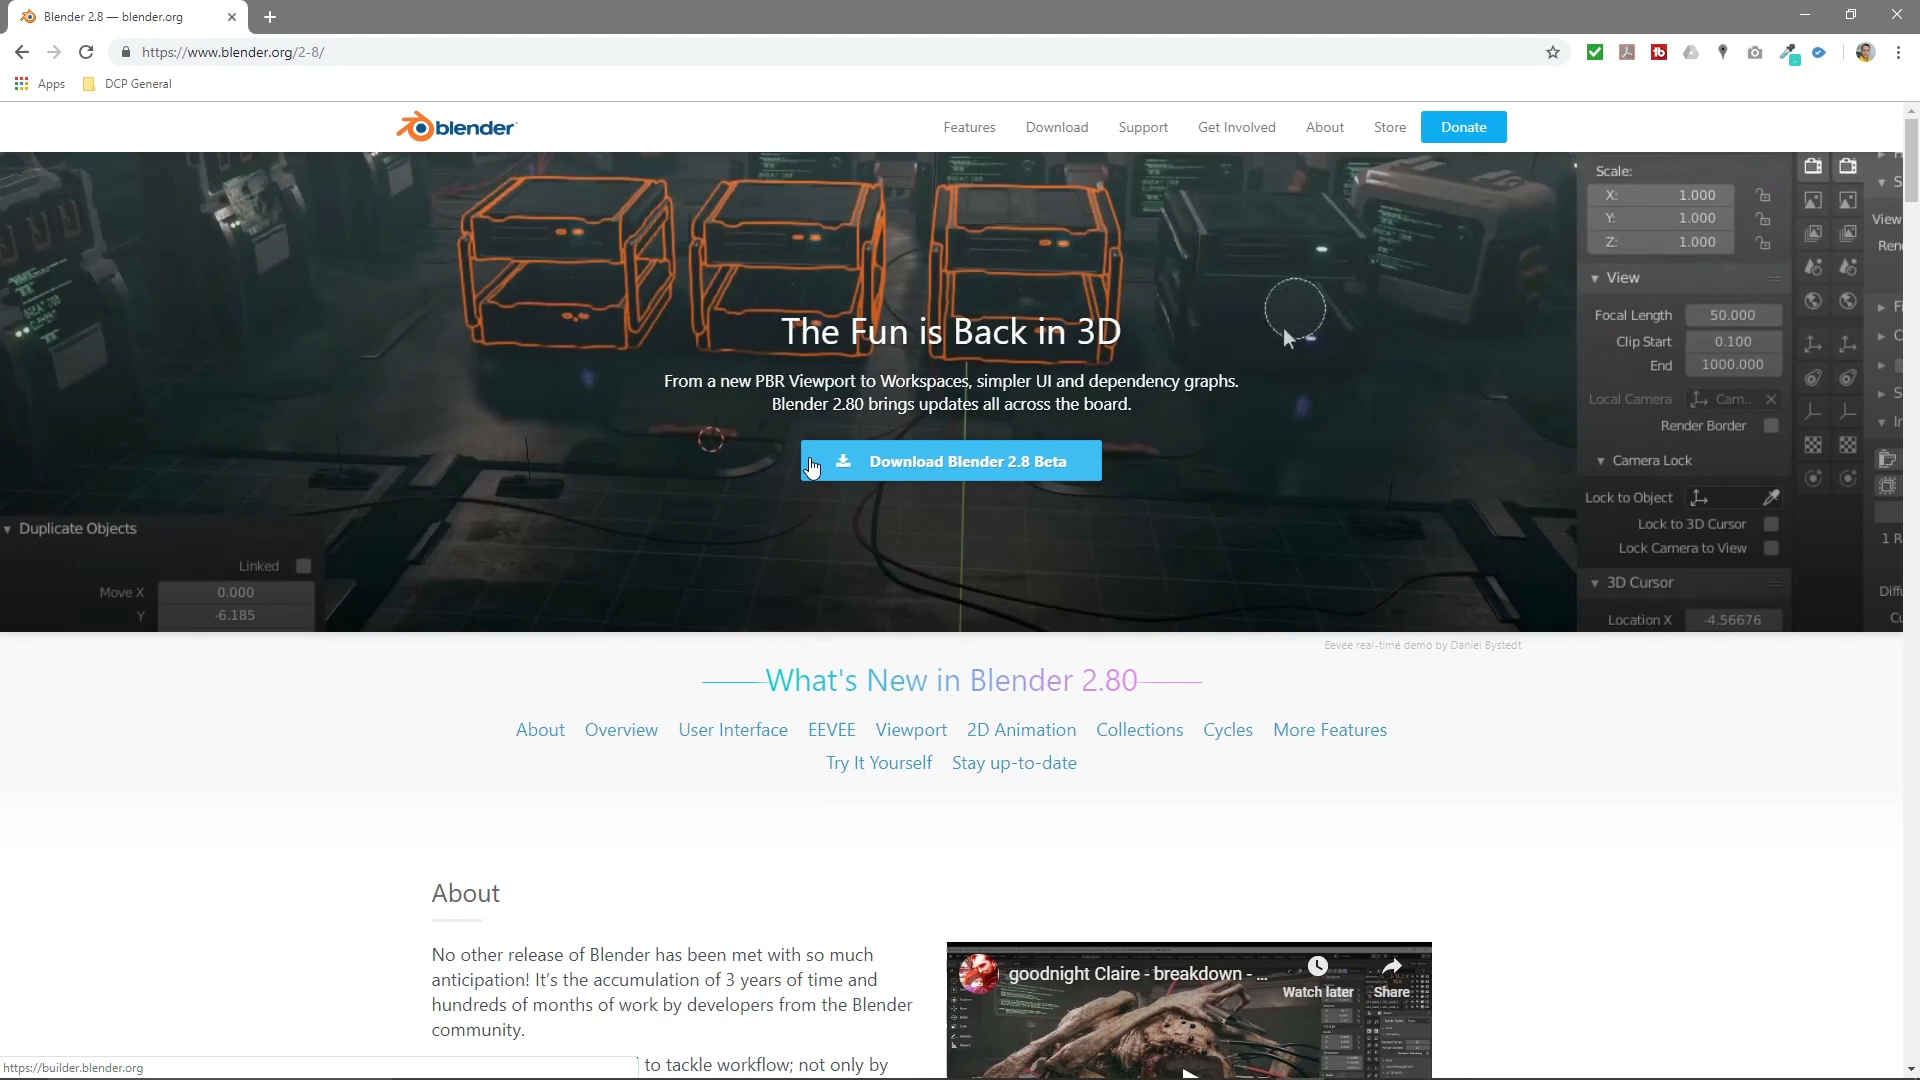 Blender 2.8 — blender.org
https://www.blender.org/2-8/
Apps
DCP General
blender
Features
Download
Support
Get Involved
About
Store
Donate
Scale:
X: 1.000
Y: 1.000
Z: 1.000
View
Focal Length 50.000
Clip Start 0.100
End 1000.000
Local Camera Cam..
Render Border
Camera Lock
Lock to Object
Lock to 3D Cursor
Lock Camera to View
3D Cursor
Location X -4.56676
View
The Fun is Back in 3D
From a new PBR Viewport to Workspaces, simpler UI and dependency graphs.
Blender 2.80 brings updates all across the board.
Download Blender 2.8 Beta
Duplicate Objects
Linked
Move X 0.000
Y -6.185
Eevee real-time demo by Daniel Bystedt
What's New in Blender 2.80
About Overview User Interface EEVEE Viewport 2D Animation Collections Cycles More Features
Try It Yourself Stay up-to-date
About
No other release of Blender has been met with so much
anticipation! It's the accumulation of 3 years of time and
hundreds of months of work by developers from the Blender
community.
to tackle workflow; not only by
goodnight Claire - breakdown - ...
Watch later
Share
https://builder.blender.org